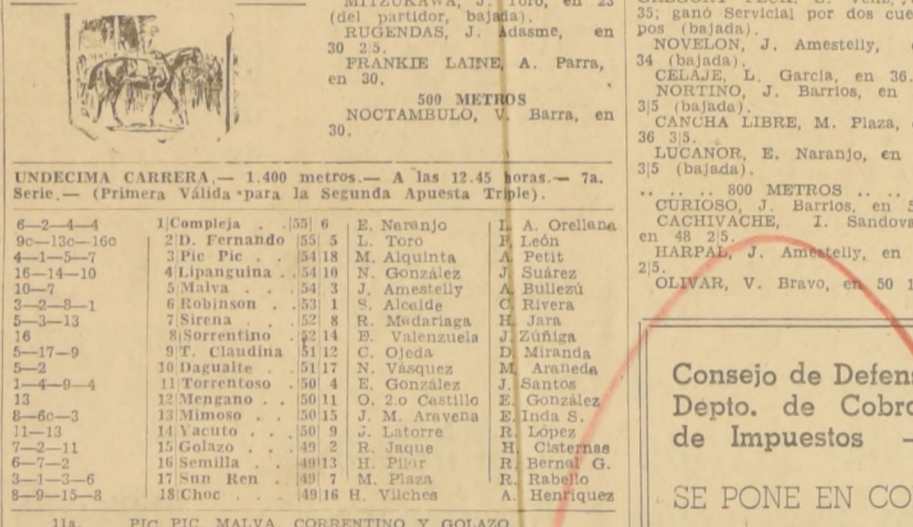 MITZUKAWA, J. Toro, en 23
(del partidor, bajada).
RUGENDAS, J. Adasme, en
30 2|5.
FRANKIE LAINE, A. Parra,
en 30.
500 METROS
NOCTAMBULO, V. Barra, en
30.
UNDECIMA CARRERA.— 1.400 metros.— A las 12.45 horas.— 7a.
Serie.— (Primera Válida para la Segunda Apuesta Triple).
6—2—4—4 1|Compleja . .|55| 6 E. Naranjo L. A. Orellana
9c—13c—16c 2|D. Fernando |55| 5 L. Toro F. León
4—1—5—7 3|Pic Pic . .|54|18 M. Alquinta A. Petit
16—14—10 4|Lipanguina . .|54|10 N. González J. Suárez
10—7 5|Malva . . .|54| 3 J. Amestelly A. Bullezú
3—2—8—1 6|Robinson . .|53| 1 S. Alcaide C. Rivera
5—3—13 7|Sirena . . .|52| 8 R. Madariaga H. Jara
16 8|Sorrentino .|52|14 E. Valenzuela J. Zúñiga
5—17—9 9|T. Claudina |51|12 C. Ojeda D. Miranda
5—2 10|Dagualte . .|51|17 N. Vásquez M. Araneda
1—4—9—4 11|Torrentoso .|50| 4 E. González J. Santos
13 12|Mengano . .|50|11 O. 2.o Castillo E. González
8—6c—3 13|Mimoso . . .|50|15 J. M. Aravena E. Inda S.
11—13 14|Yacuto . . .|50| 9 J. Latorre R. López
7—2—11 15|Golazo . . .|49| 2 R. Jaque H. Cisternas
6—7—2 16|Semilla . .|49|13 H. Pilar R. Bernal G.
3—1—3—6 17|Sun Ren . .|49| 7 M. Plaza R. Rabello
8—9—15—8 18|Choc . . .|49|16 H. Vilches A. Henríquez
11a. PIC PIC, MALVA, CORRENTINO Y GOLAZO
35; ganó Servicial por dos cuer
pos (bajada).
NOVELON, J. Amestelly,
34 (bajada).
CELAJE, L. García, en 36.
NORTINO, J. Barrios, en
3|5 (bajada).
CANCHA LIBRE, M. Plaza,
36 3|5.
LUCANOR, E. Naranjo, en
3|5 (bajada).
.. .. .. 800 METROS .. ..
CURIOSO, J. Barrios, en 5
CACHIVACHE, I. Sandova
en 48 2|5.
HARPAL, J. Amestelly, en
2|5.
OLIVAR, V. Bravo, en 50 1
Consejo de Defens
Depto. de Cobro
de Impuestos —
SE PONE EN CO